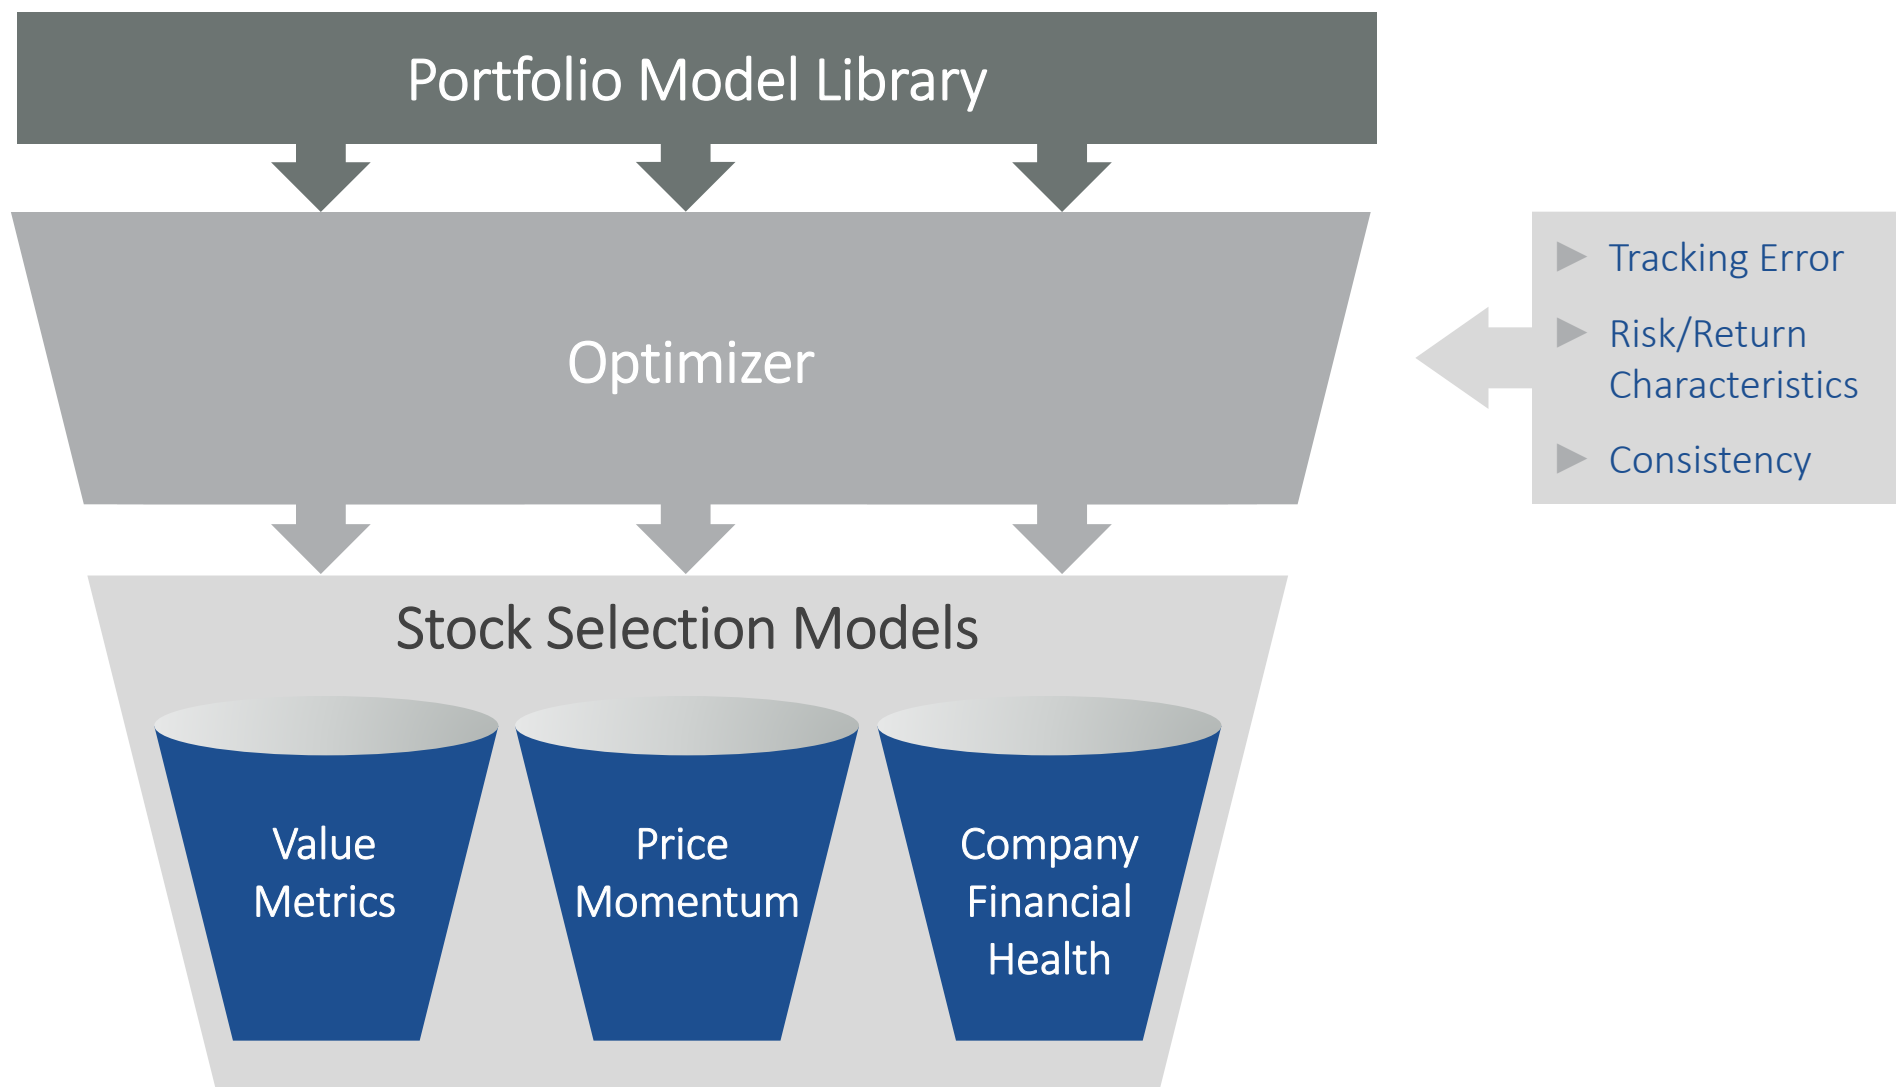 Portfolio Model Library
Optimizer
Tracking Error
Risk/Return
Characteristics
Consistency
Stock Selection Models
Value
Metrics
Price
Momentum
Company
Financial
Health